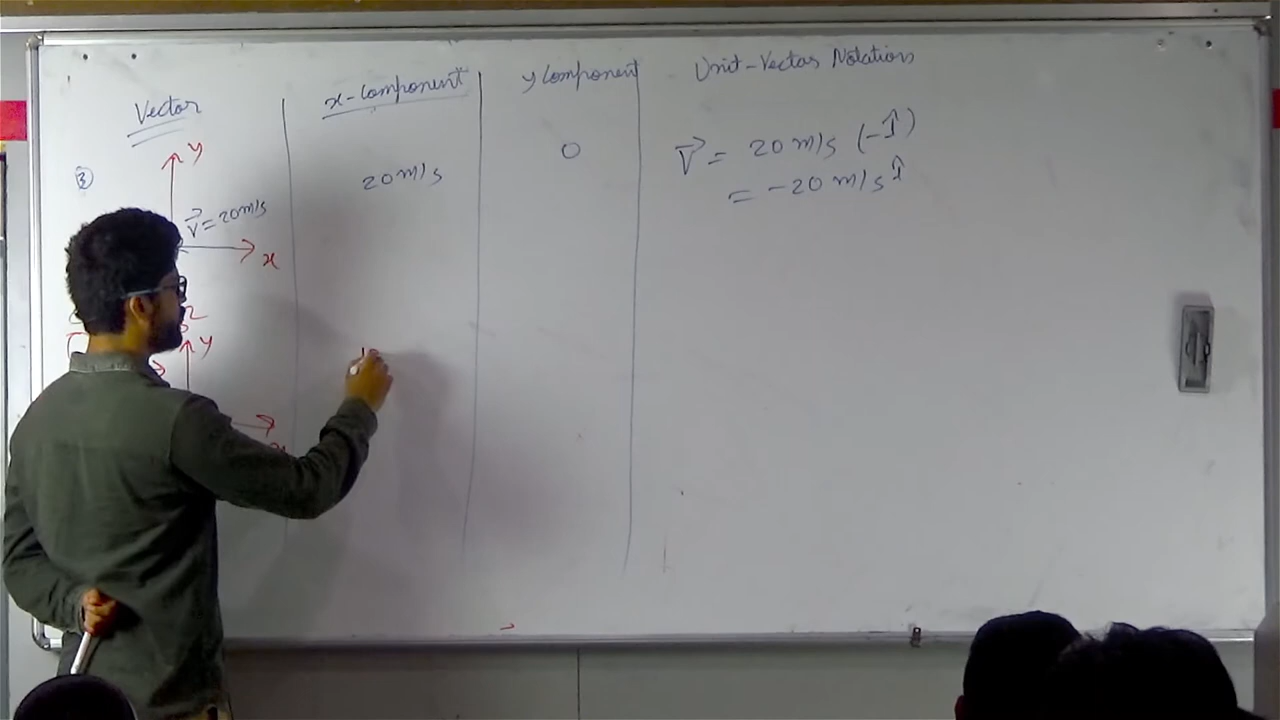 Vector
x-component
y component
Unit-Vector Notation
3
y
V = 20 m/s
x
20 m/s
0
V = 20 m/s (-î)
= -20 m/s î
y